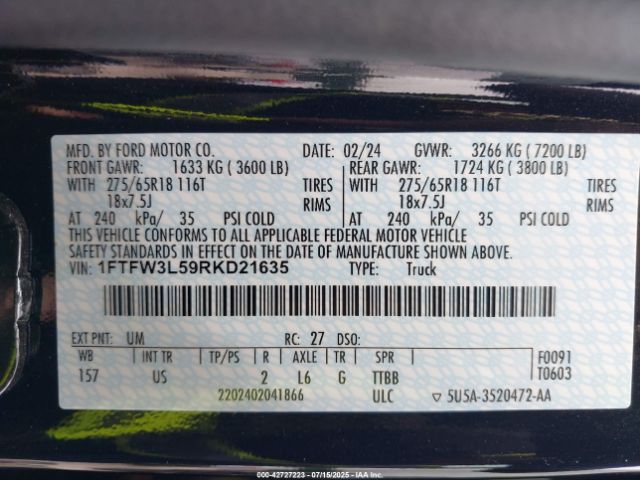 MFD. BY FORD MOTOR CO. DATE: 02/24 GVWR: 3266 KG ( 7200 LB)
FRONT GAWR: 1633 KG ( 3600 LB) REAR GAWR: 1724 KG ( 3800 LB)
WITH 275/65R18 116T TIRES WITH 275/65R18 116T TIRES
18x7.5J RIMS 18x7.5J RIMS
AT 240 kPa/ 35 PSI COLD AT 240 kPa/ 35 PSI COLD
THIS VEHICLE CONFORMS TO ALL APPLICABLE FEDERAL MOTOR VEHICLE
SAFETY STANDARDS IN EFFECT ON THE DATE OF MANUFACTURE SHOWN ABOVE.
VIN: 1FTFW3L59RKD21635 TYPE: Truck
EXT PNT: UM RC: 27 DSO:
WB INT TR TP/PS R AXLE TR SPR F0091
157 US 2 L6 G TTBB T0603
2202402041866 ULC ▽ 5U5A-3520472-AA
000-42727223 - 07/15/2025 - IAA, Inc.